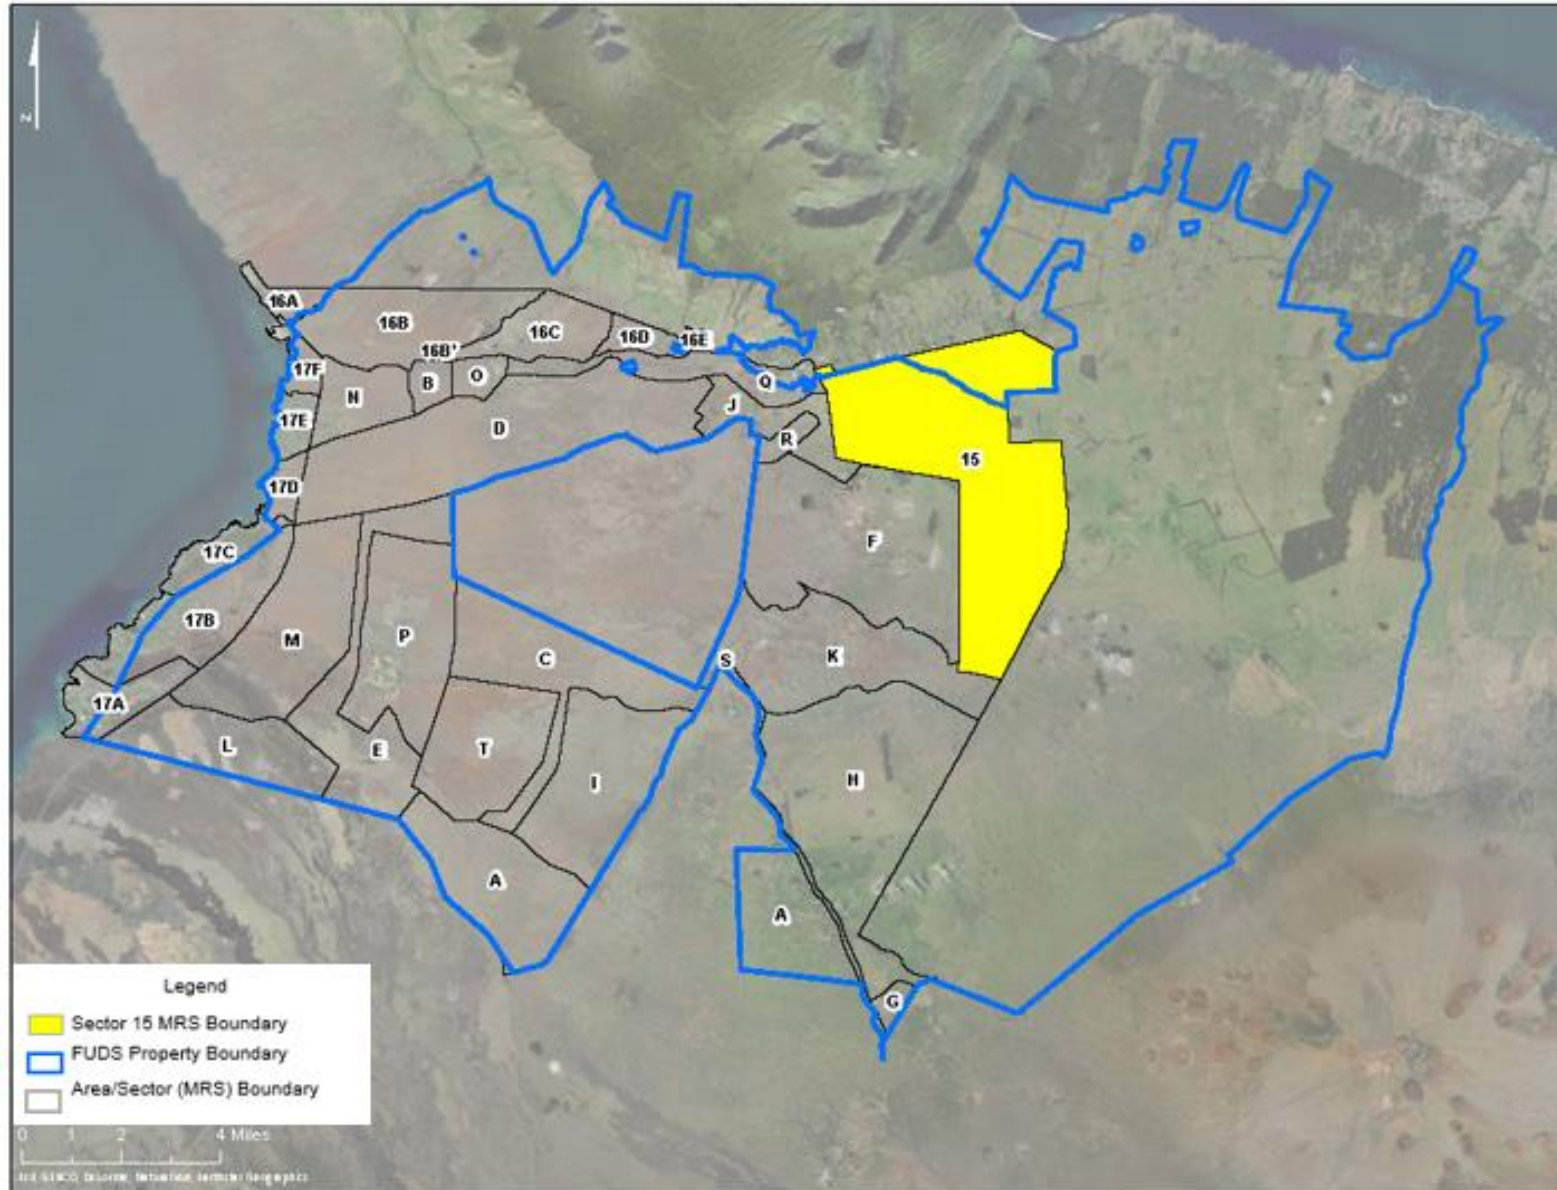 Z
16A
16B
16B'
16C
16D
16E
17F
N
B
O
Q
J
17E
D
R
15
17D
17C
F
17B
M
P
C
S
K
17A
L
E
T
I
H
A
A
G
Legend
Sector 15 MRS Boundary
FUDS Property Boundary
Area/Sector (MRS) Boundary
0 1 2 4 Miles